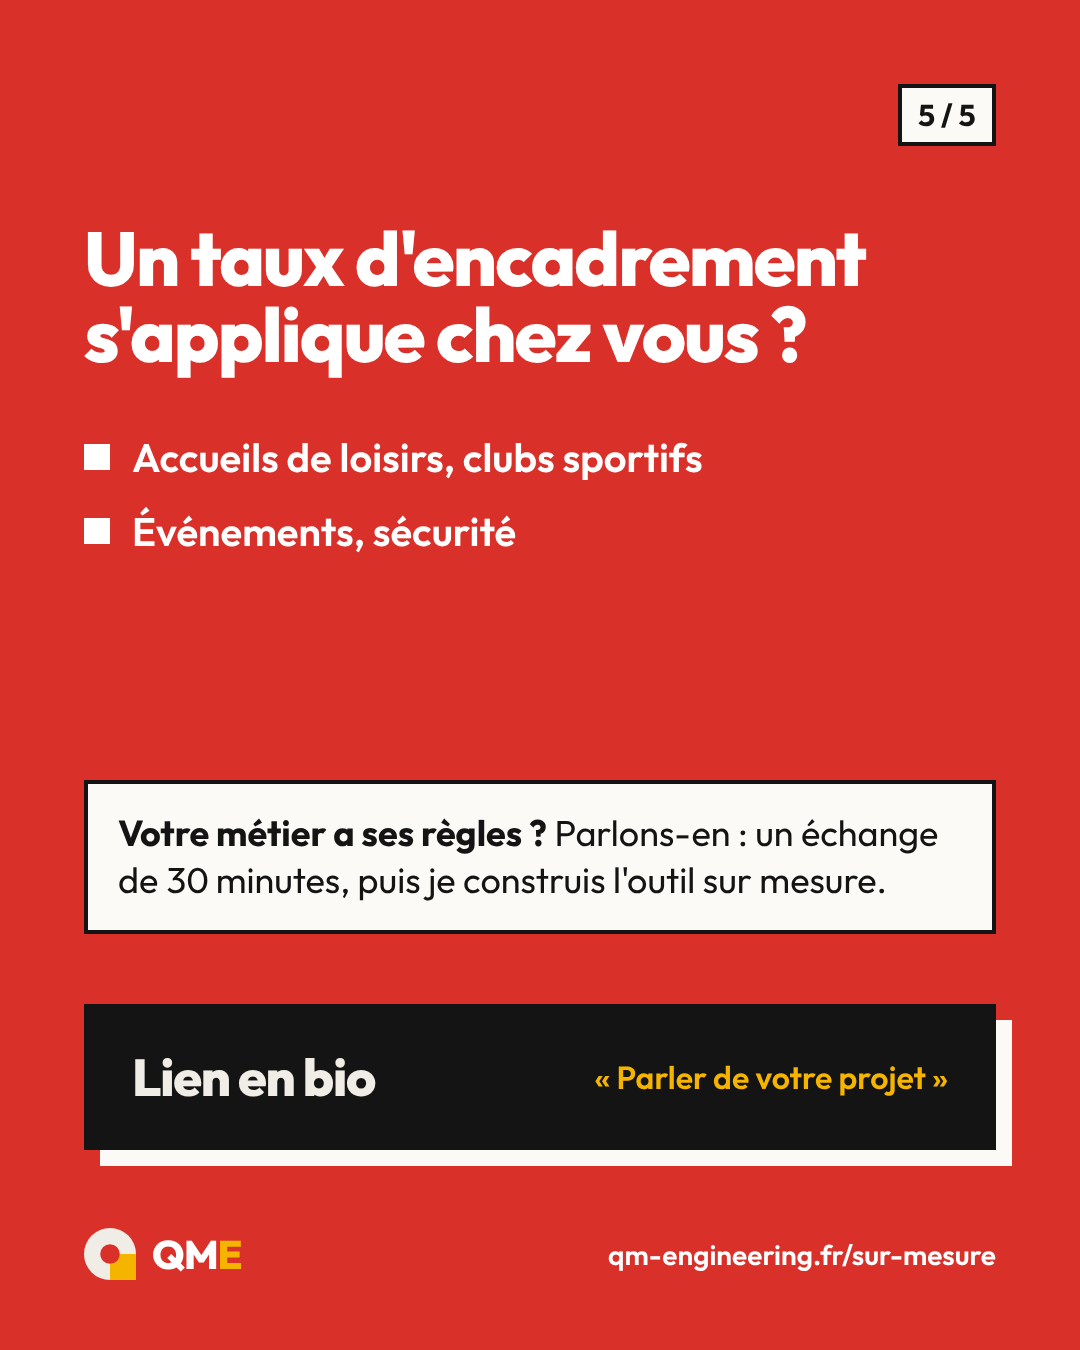 5 / 5
Un taux d'encadrement
s'applique chez vous ?
Accueils de loisirs, clubs sportifs
Événements, sécurité
Votre métier a ses règles ? Parlons-en : un échange
de 30 minutes, puis je construis l'outil sur mesure.
Lien en bio
« Parler de votre projet »
QME
qm-engineering.fr/sur-mesure